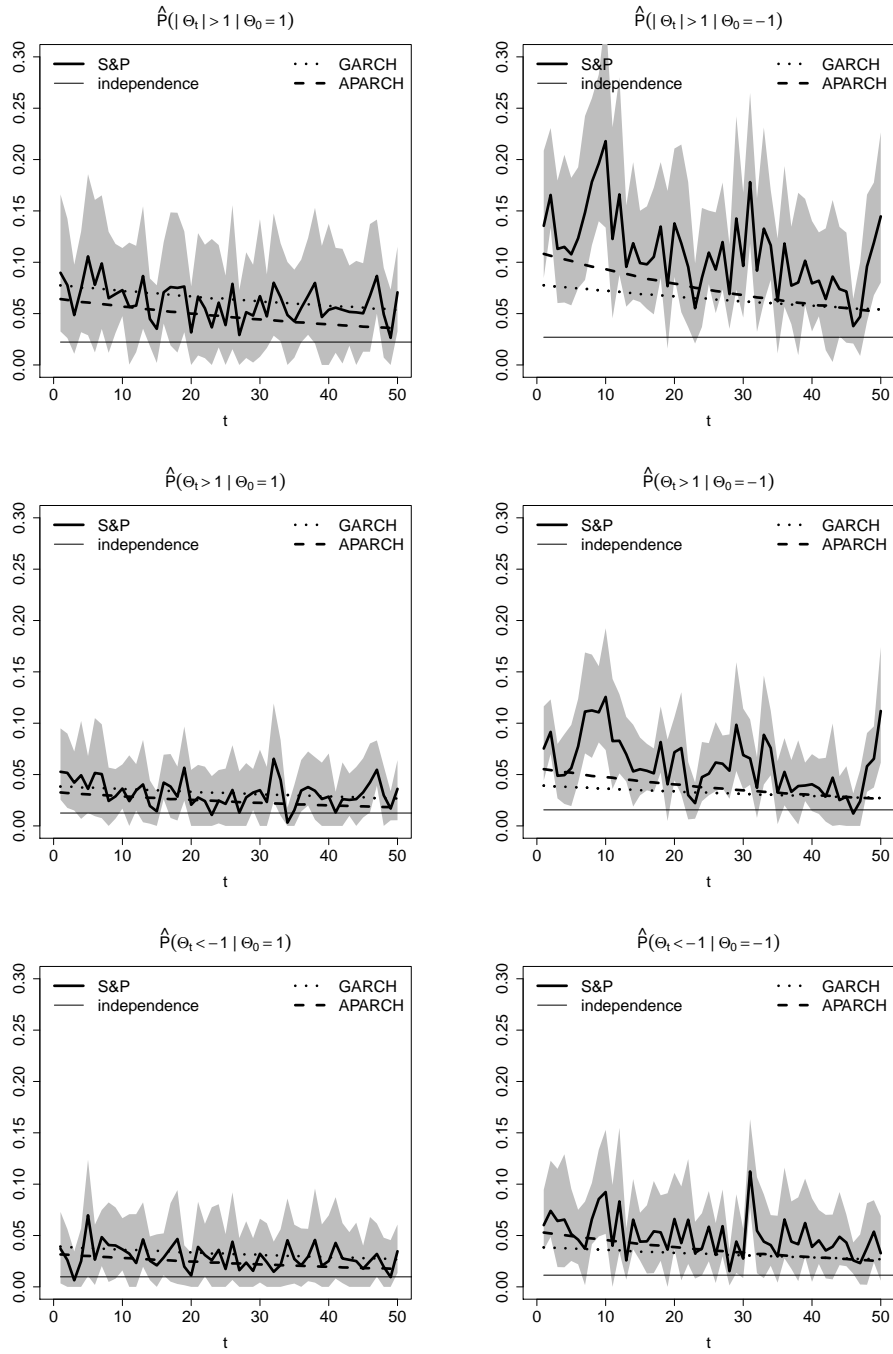 P̂(| Θt | > 1 | Θ0 = 1)
0.00 0.05 0.10 0.15 0.20 0.25 0.30
S&P
independence
GARCH
APARCH
0 10 20 30 40 50
t
P̂(| Θt | > 1 | Θ0 = −1)
0.00 0.05 0.10 0.15 0.20 0.25 0.30
S&P
independence
GARCH
APARCH
0 10 20 30 40 50
t
P̂(Θt > 1 | Θ0 = 1)
0.00 0.05 0.10 0.15 0.20 0.25 0.30
S&P
independence
GARCH
APARCH
0 10 20 30 40 50
t
P̂(Θt > 1 | Θ0 = −1)
0.00 0.05 0.10 0.15 0.20 0.25 0.30
S&P
independence
GARCH
APARCH
0 10 20 30 40 50
t
P̂(Θt < −1 | Θ0 = 1)
0.00 0.05 0.10 0.15 0.20 0.25 0.30
S&P
independence
GARCH
APARCH
0 10 20 30 40 50
t
P̂(Θt < −1 | Θ0 = −1)
0.00 0.05 0.10 0.15 0.20 0.25 0.30
S&P
independence
GARCH
APARCH
0 10 20 30 40 50
t